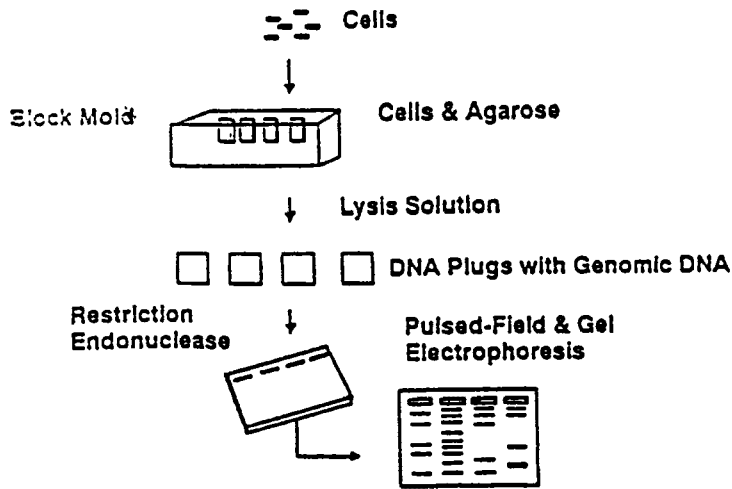 Cells
Block Mold
Cells & Agarose
Lysis Solution
DNA Plugs with Genomic DNA
Restriction
Endonuclease
Pulsed-Field & Gel
Electrophoresis